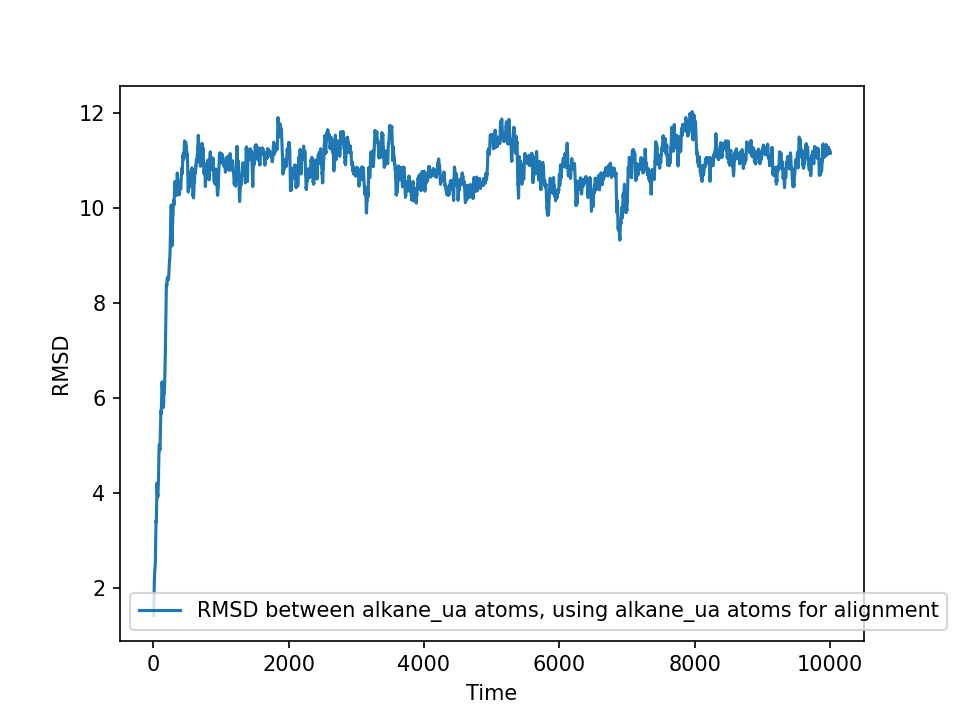 12
10
8
6
4
2
RMSD
RMSD between alkane_ua atoms, using alkane_ua atoms for alignment
0 2000 4000 6000 8000 10000
Time